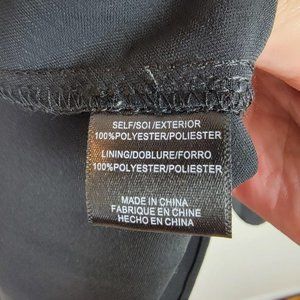 SELF/SOI/EXTERIOR
100%POLYESTER/POLIESTER
LINING/DOBLURE/FORRO
100%POLYESTER/POLIESTER
MADE IN CHINA
FABRIQUE EN CHINE
HECHO EN CHINA